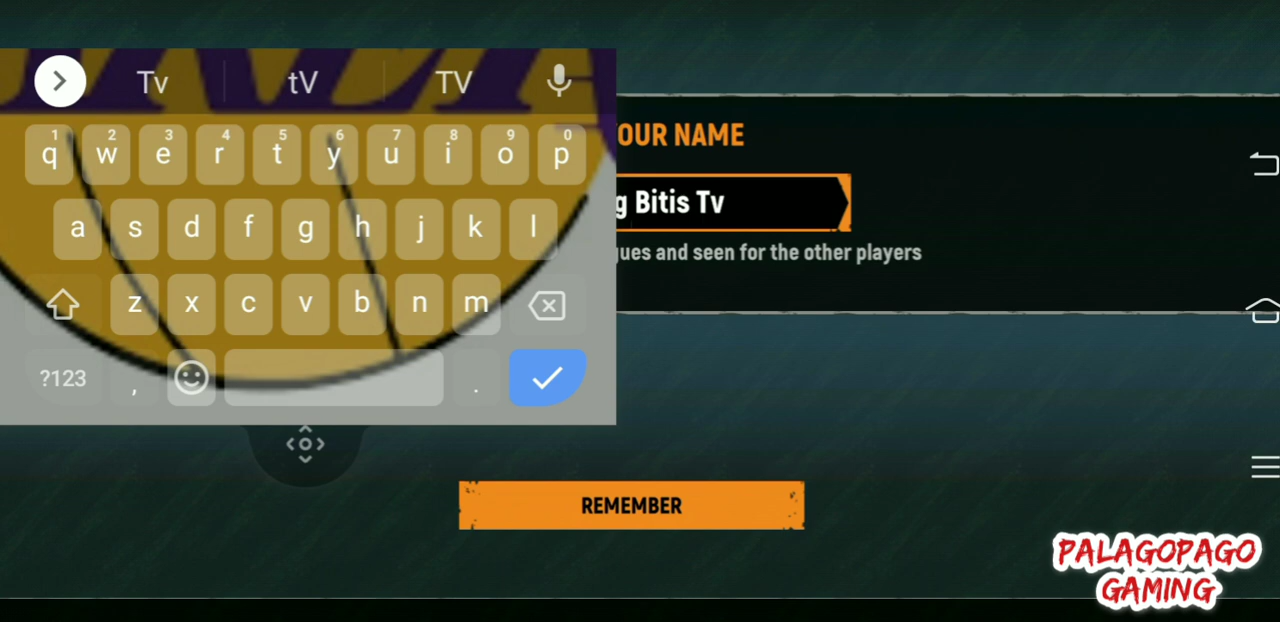 Tv tV TV
1 2 3 4 5 6 7 8 9 0
q w e r t y u i o p
a s d f g h j k l
z x c v b n m
?123 , .
OUR NAME
g Bitis Tv
ues and seen for the other players
REMEMBER
PALAGOPAGO
GAMING